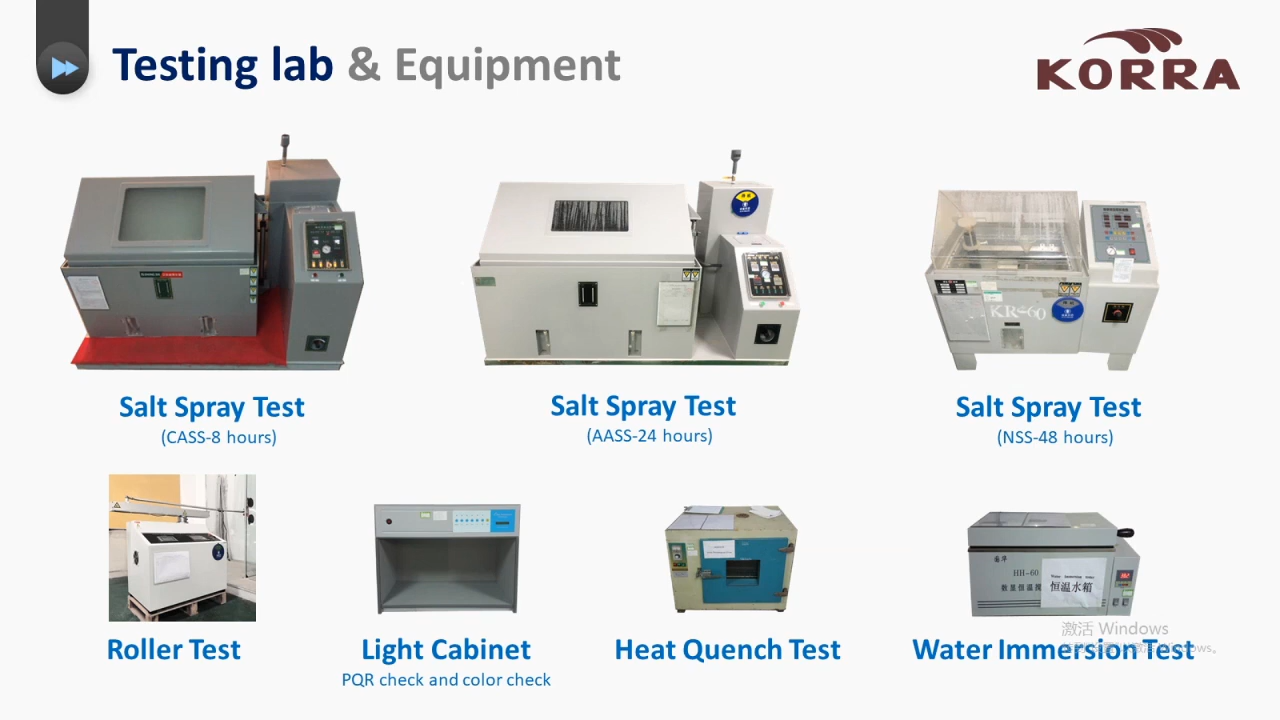 Testing lab & Equipment
KORRA
KR-60
Salt Spray Test
(CASS-8 hours)
Salt Spray Test
(AASS-24 hours)
Salt Spray Test
(NSS-48 hours)
HH-60
恒温水箱
Roller Test
Light Cabinet
PQR check and color check
Heat Quench Test
Water Immersion Test
激活 Windows